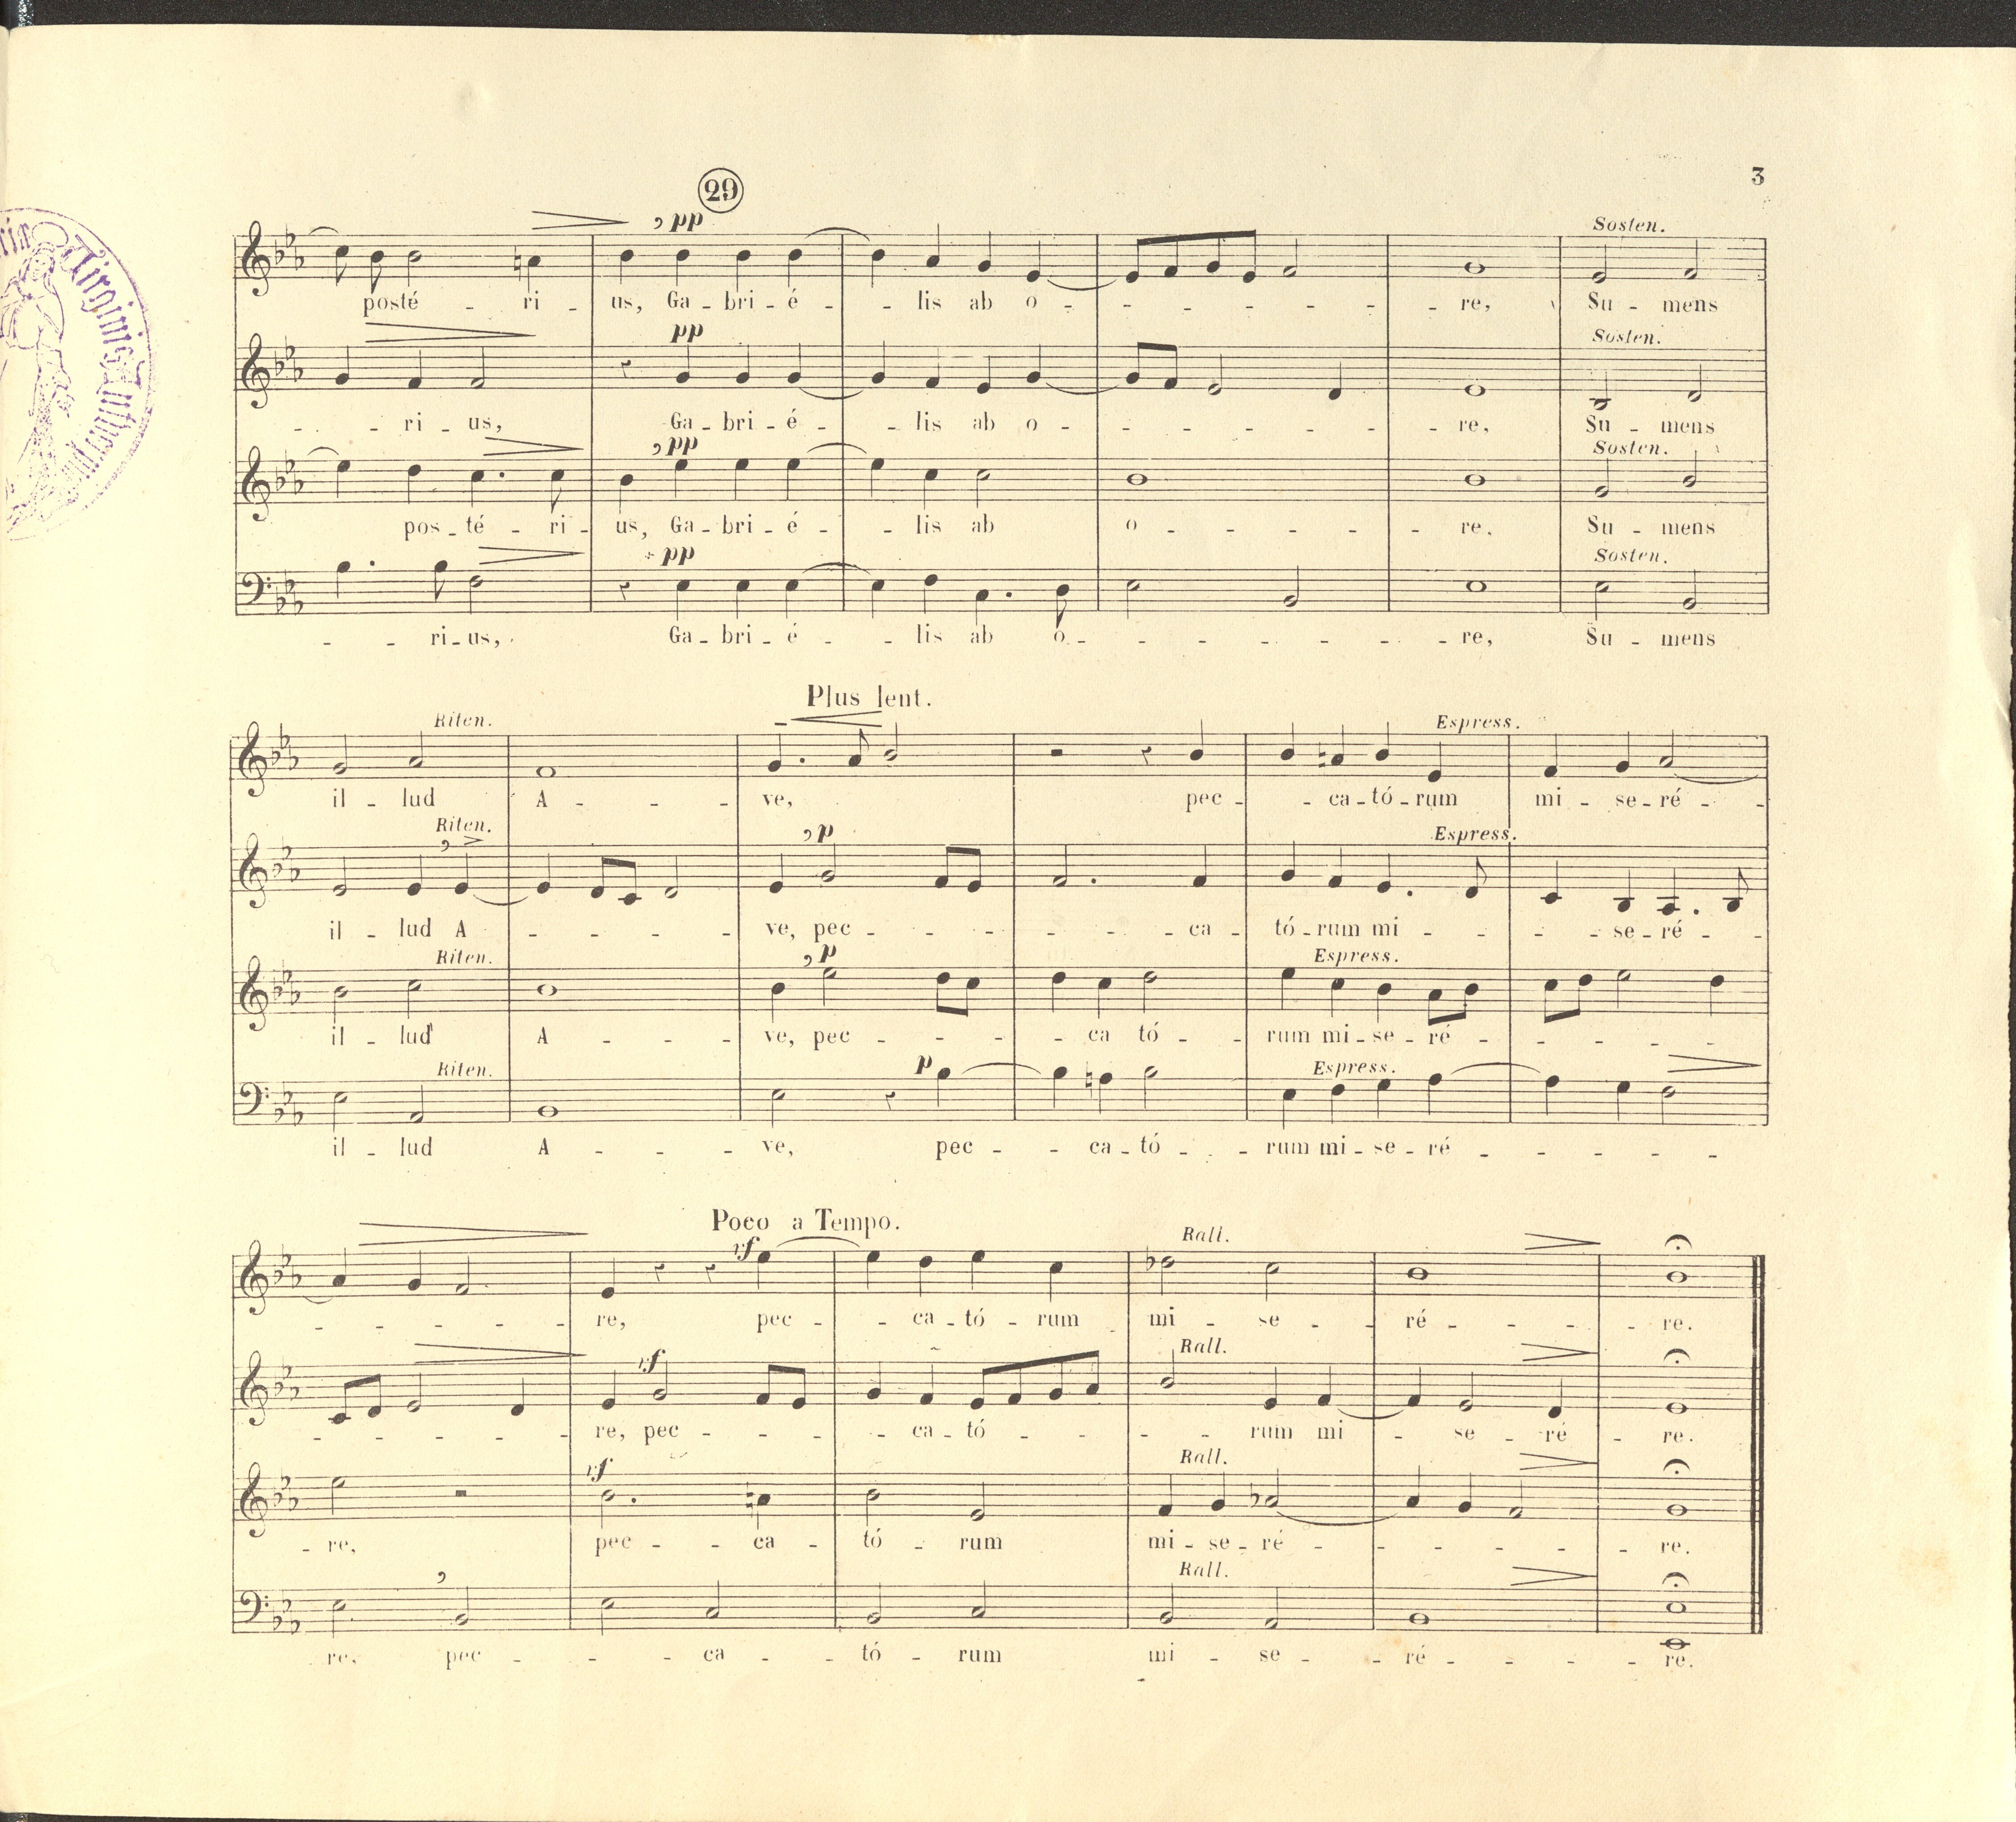 29
3
Sosten.
posté - ri - us, Ga - bri - é - lis ab o - re, Su - mens
pp
Sosten.
ri - us, Ga - bri - é - lis ab o - re, Su - mens
pp
Sosten.
pos - té - ri - us, Ga - bri - é - lis ab o - re. Su - mens
pp
Sosten.
ri - us, Ga - bri - é - lis ab o - re, Su - mens
Plus lent.
Riten. Espress.
il - lud A - ve, pec - ca - tó - rum mi - se - ré -
Riten. p Espress.
il - lud A - ve, pec - ca - tó - rum mi - se - ré -
Riten. p Espress.
il - lud A - ve, pec - ca tó - rum mi - se - ré -
Riten. p Espress.
il - lud A - ve, pec - ca - tó - rum mi - se - ré -
Poco a Tempo.
Rall.
re, pec - ca - tó - rum mi - se - ré - re.
Rall.
re, pec - ca - tó - rum mi - se - ré - re.
Rall.
re, pec - ca - tó - rum mi - se - ré - re.
Rall.
re, pec - ca - tó - rum mi - se - ré - re.
Virginis